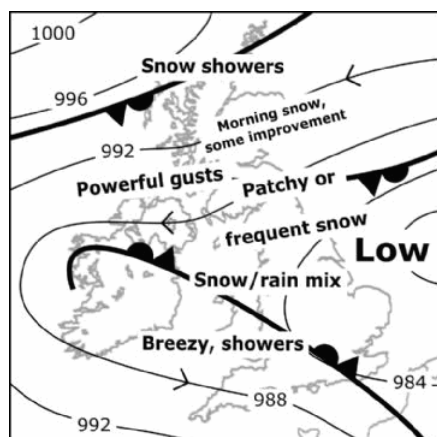 1000
Snow showers
996
Morning snow,
some improvement
992
Powerful gusts
Patchy or
frequent snow
Low
Snow/rain mix
Breezy, showers
984
988
992